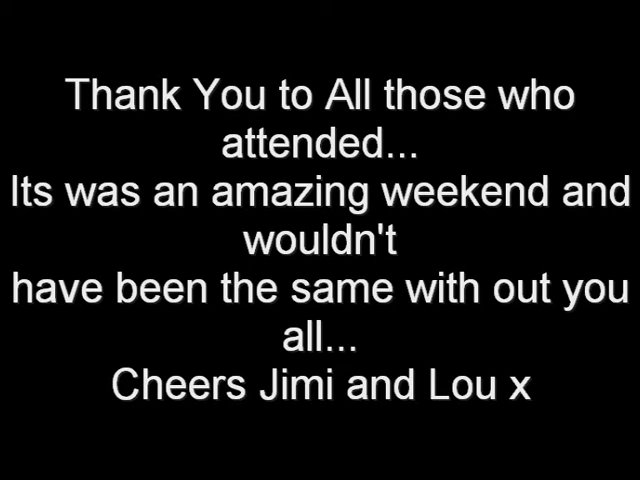 Thank You to All those who
attended...
Its was an amazing weekend and
wouldn't
have been the same with out you
all...
Cheers Jimi and Lou x